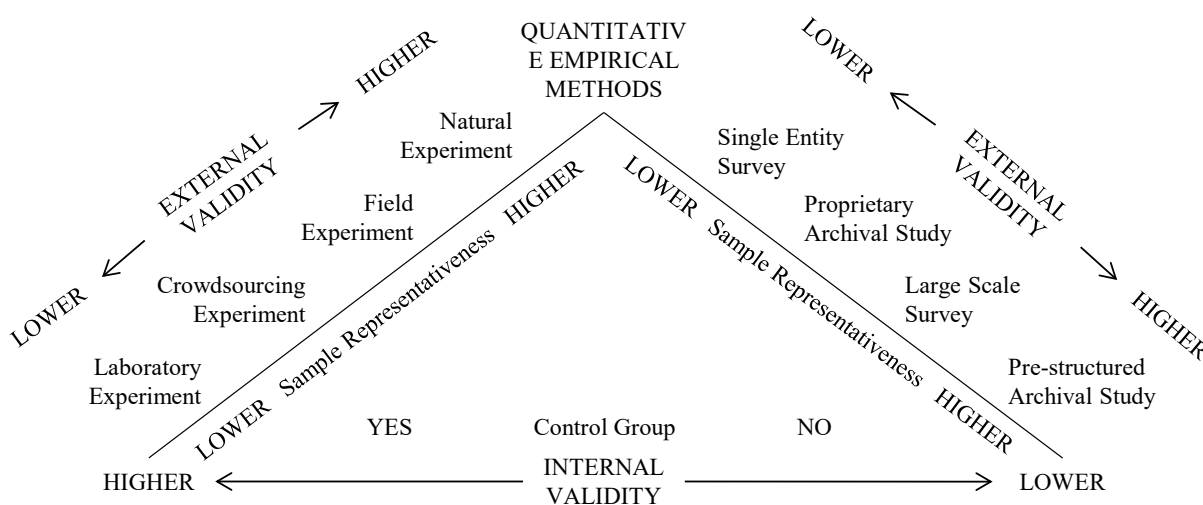 QUANTITATIV
E EMPIRICAL
METHODS
HIGHER
EXTERNAL
VALIDITY
LOWER
Natural
Experiment
Field
Experiment
Crowdsourcing
Experiment
Laboratory
Experiment
HIGHER
Sample Representativeness
LOWER
LOWER
EXTERNAL
VALIDITY
HIGHER
Single Entity
Survey
Proprietary
Archival Study
Large Scale
Survey
Pre-structured
Archival Study
LOWER
Sample Representativeness
HIGHER
YES
Control Group
NO
HIGHER
INTERNAL
VALIDITY
LOWER